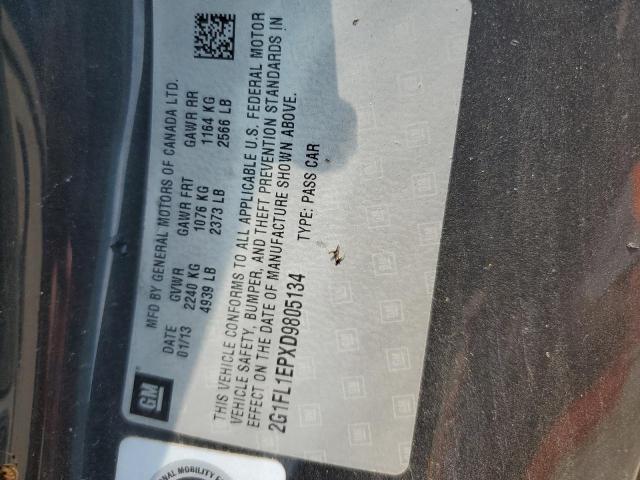 MFD BY GENERAL MOTORS OF CANADA LTD.
DATE GVWR GAWR FRT GAWR RR
01/13 2240 KG 1076 KG 1164 KG
4939 LB 2373 LB 2566 LB
GM
THIS VEHICLE CONFORMS TO ALL APPLICABLE U.S. FEDERAL MOTOR
VEHICLE SAFETY, BUMPER, AND THEFT PREVENTION STANDARDS IN
EFFECT ON THE DATE OF MANUFACTURE SHOWN ABOVE.
2G1FL1EPXD9805134 TYPE: PASS CAR
MOBILITY